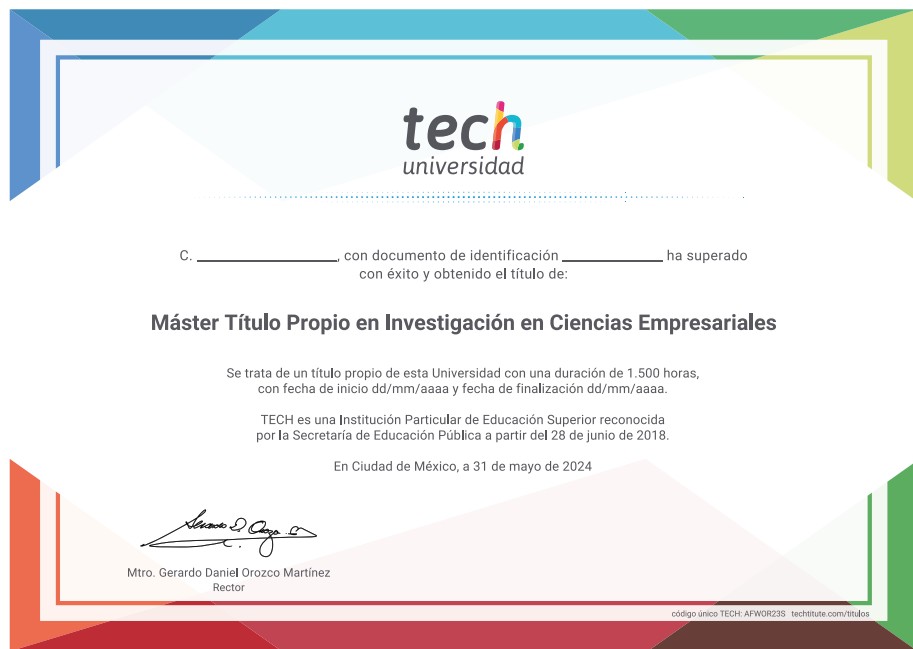 tech
universidad
C. ____________________, con documento de identificación ______________ ha superado
con éxito y obtenido el título de:
Máster Título Propio en Investigación en Ciencias Empresariales
Se trata de un título propio de esta Universidad con una duración de 1.500 horas,
con fecha de inicio dd/mm/aaaa y fecha de finalización dd/mm/aaaa.
TECH es una Institución Particular de Educación Superior reconocida
por la Secretaría de Educación Pública a partir del 28 de junio de 2018.
En Ciudad de México, a 31 de mayo de 2024
Mtro. Gerardo Daniel Orozco Martínez
Rector
código único TECH: AFWOR23S techtitute.com/titulos